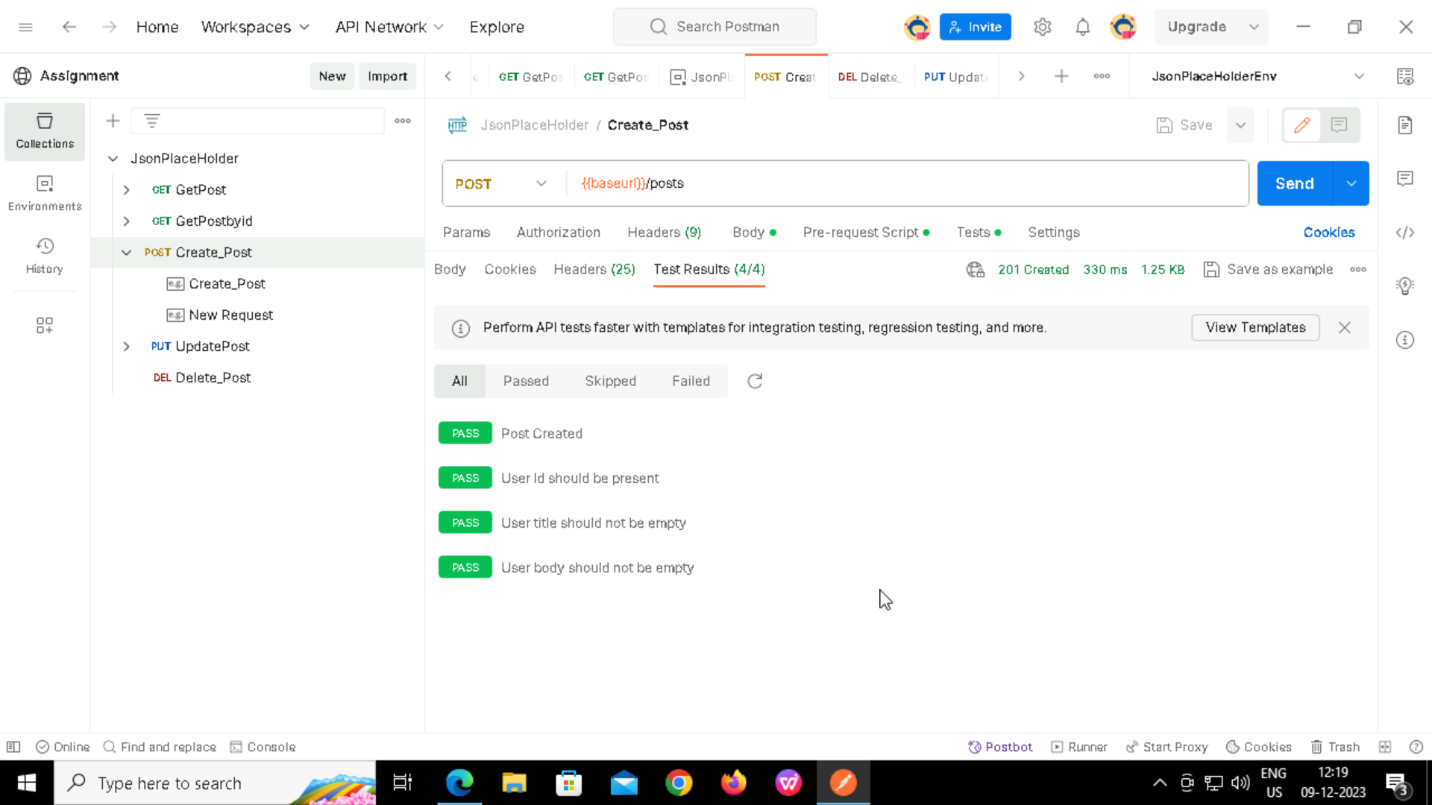 Home Workspaces API Network Explore Search Postman Invite Upgrade
Assignment New Import GET GetPos GET GetPos JsonPl POST Creat DEL Delete_ PUT Updat JsonPlaceHolderEnv
Collections
Environments
History
JsonPlaceHolder
GET GetPost
GET GetPostbyid
POST Create_Post
e.g. Create_Post
e.g. New Request
PUT UpdatePost
DEL Delete_Post
HTTP JsonPlaceHolder / Create_Post Save
POST {{baseurl}}/posts Send
Params Authorization Headers (9) Body Pre-request Script Tests Settings Cookies
Body Cookies Headers (25) Test Results (4/4) 201 Created 330 ms 1.25 KB Save as example
Perform API tests faster with templates for integration testing, regression testing, and more. View Templates
All Passed Skipped Failed
PASS Post Created
PASS User Id should be present
PASS User title should not be empty
PASS User body should not be empty
Online Find and replace Console Postbot Runner Start Proxy Cookies Trash
Type here to search
ENG
US
12:19
09-12-2023
3